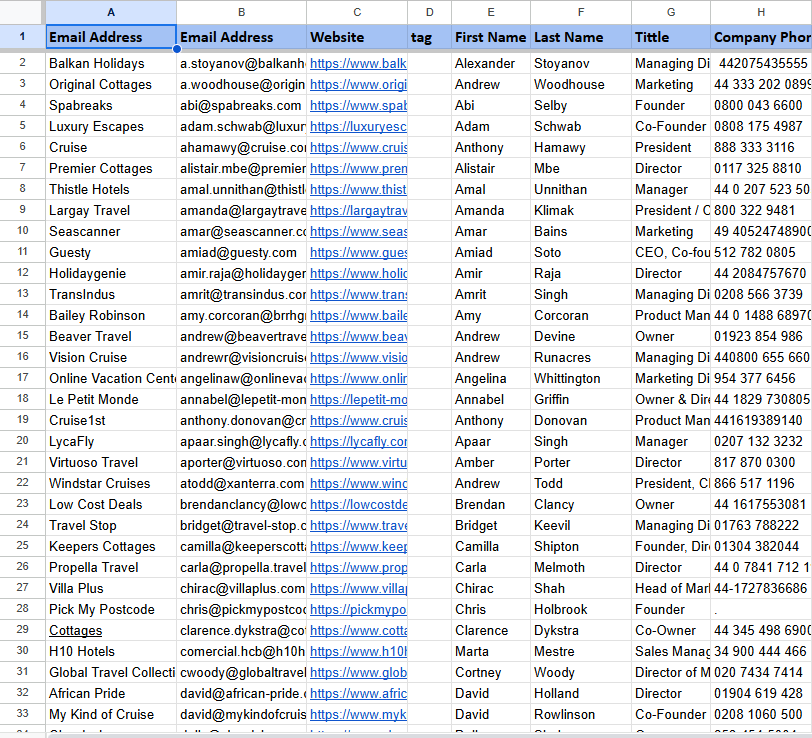 A B C D E F G H
1 Email Address Email Address Website tag First Name Last Name Tittle Company Phon
2 Balkan Holidays a.stoyanov@balkanh https://www.balk Alexander Stoyanov Managing Di 442075435555
3 Original Cottages a.woodhouse@origin https://www.origi Andrew Woodhouse Marketing 44 333 202 0899
4 Spabreaks abi@spabreaks.com https://www.spab Abi Selby Founder 0800 043 6600
5 Luxury Escapes adam.schwab@luxur https://luxuryesc Adam Schwab Co-Founder 0808 175 4987
6 Cruise ahamawy@cruise.co https://www.cruis Anthony Hamawy President 888 333 3116
7 Premier Cottages alistair.mbe@premier https://www.pren Alistair Mbe Director 0117 325 8810
8 Thistle Hotels amal.unnithan@thistl https://www.thist Amal Unnithan Manager 44 0 207 523 50
9 Largay Travel amanda@largaytrave https://largaytrav Amanda Klimak President / C 800 322 9481
10 Seascanner amar@seascanner.cc https://www.seas Amar Bains Marketing 49 40524748900
11 Guesty amiad@guesty.com https://www.gues Amiad Soto CEO, Co-fou 512 782 0805
12 Holidaygenie amir.raja@holidayger https://www.holic Amir Raja Director 44 2084757670
13 TransIndus amrit@transindus.cor https://www.trans Amrit Singh Managing Di 0208 566 3739
14 Bailey Robinson amy.corcoran@brrhg https://www.baile Amy Corcoran Product Man 44 0 1488 68970
15 Beaver Travel andrew@beavertrave https://www.beav Andrew Devine Owner 01923 854 986
16 Vision Cruise andrewr@visioncruise https://www.visio Andrew Runacres Managing Di 440800 655 660
17 Online Vacation Cente angelinaw@onlineva https://www.onlir Angelina Whittington Marketing Di 954 377 6456
18 Le Petit Monde annabel@lepetit-mon https://lepetit-mo Annabel Griffin Owner & Dire 44 1829 730805
19 Cruise1st anthony.donovan@cr https://www.cruis Anthony Donovan Product Man 441619389140
20 LycaFly apaar.singh@lycafly.c https://lycafly.cor Apaar Singh Manager 0207 132 3232
21 Virtuoso Travel aporter@virtuoso.con https://www.virtu Amber Porter Director 817 870 0300
22 Windstar Cruises atodd@xanterra.com https://www.winc Andrew Todd President, Cl 866 517 1196
23 Low Cost Deals brendanclancy@lowc https://lowcostde Brendan Clancy Owner 44 1617553081
24 Travel Stop bridget@travel-stop.c https://www.trave Bridget Keevil Managing Di 01763 788222
25 Keepers Cottages camilla@keeperscotta https://www.keep Camilla Shipton Founder, Dir 01304 382044
26 Propella Travel carla@propella.travel https://www.prop Carla Melmoth Director 44 0 7841 712 1
27 Villa Plus chirac@villaplus.com https://www.villap Chirac Shah Head of Mark 44-1727836686
28 Pick My Postcode chris@pickmypostcoc https://pickmypo Chris Holbrook Founder .
29 Cottages clarence.dykstra@co https://www.cotta Clarence Dykstra Co-Owner 44 345 498 6900
30 H10 Hotels comercial.hcb@h10h https://www.h10h Marta Mestre Sales Manag 34 900 444 466
31 Global Travel Collecti cwoody@globaltravel https://www.glob Cortney Woody Director of M 020 7434 7414
32 African Pride david@african-pride.c https://www.afric David Holland Director 01904 619 428
33 My Kind of Cruise david@mykindofcruis https://www.myk David Rowlinson Co-Founder 0208 1060 500